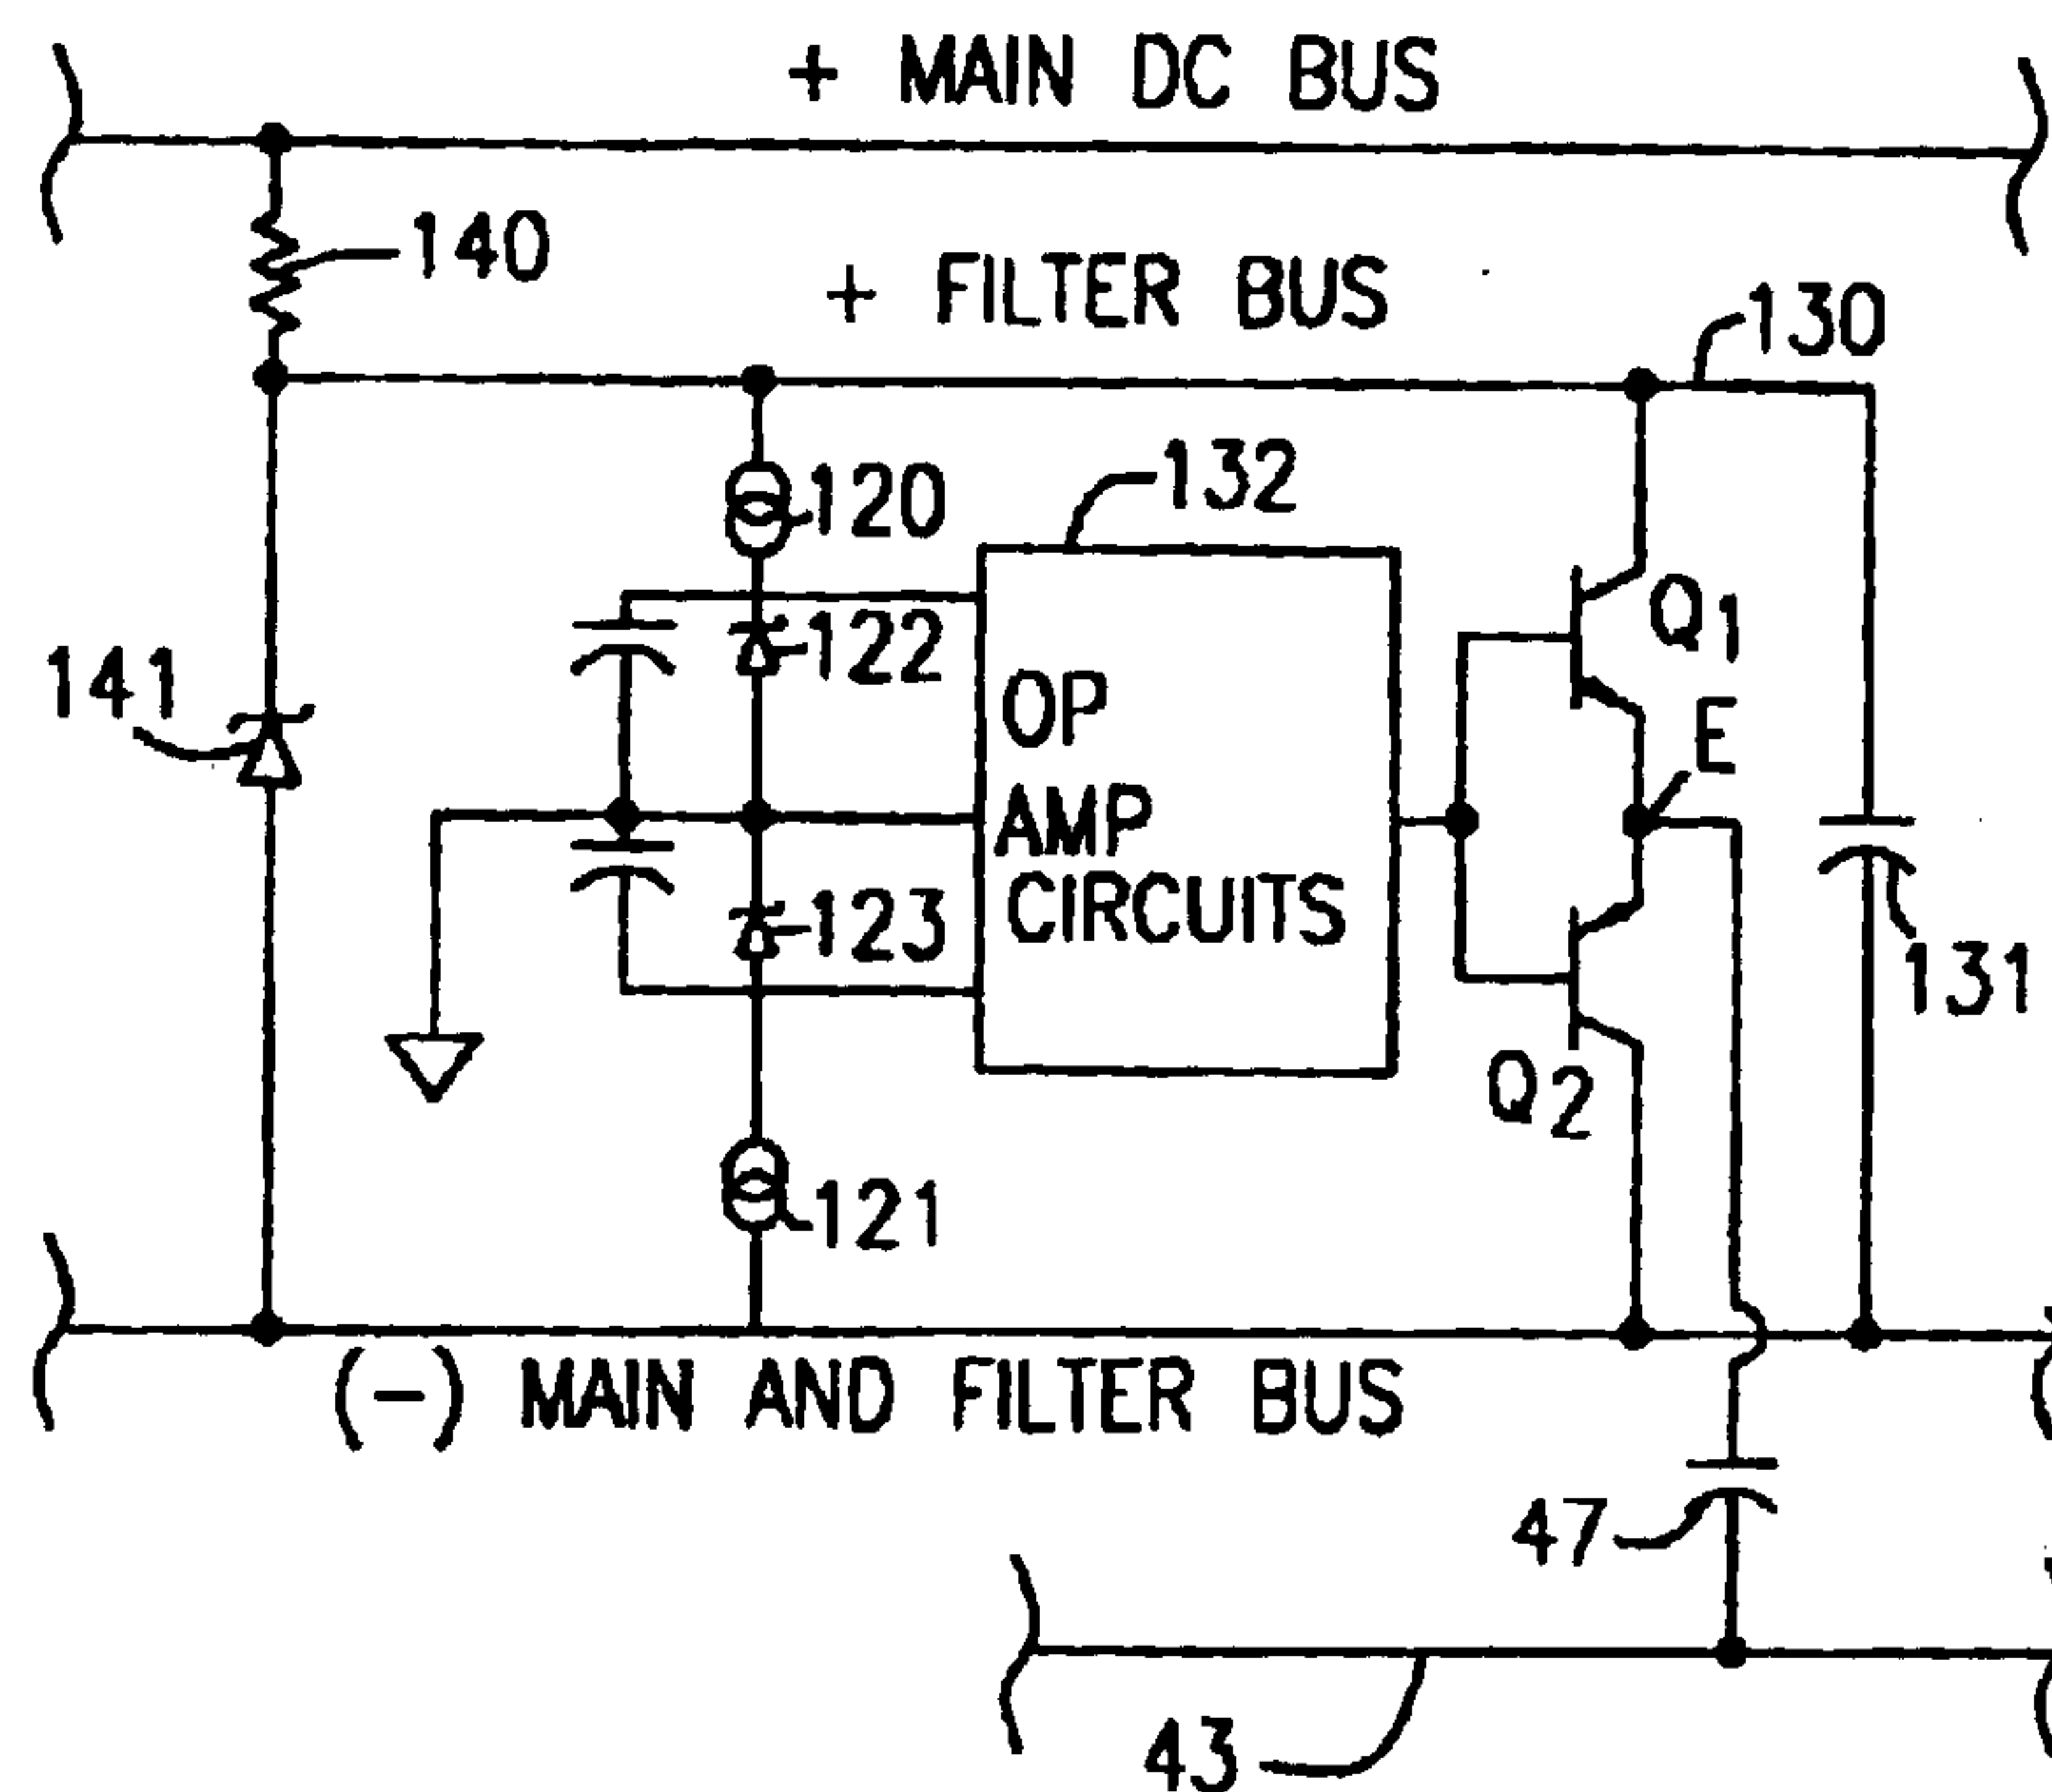 + MAIN DC BUS
140
+ FILTER BUS
130
120
132
122
Q1
141
OP
AMP
CIRCUITS
E
123
131
Q2
121
(-) MAIN AND FILTER BUS
47
43